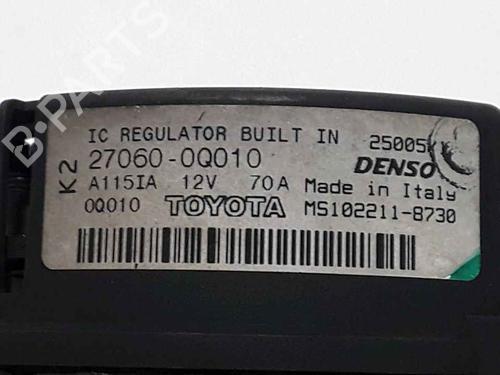 B-PARTS
IC REGULATOR BUILT IN 25005
K2 27060-0Q010 DENSO
A115IA 12V 70A Made in Italy
0Q010 TOYOTA MS102211-8730